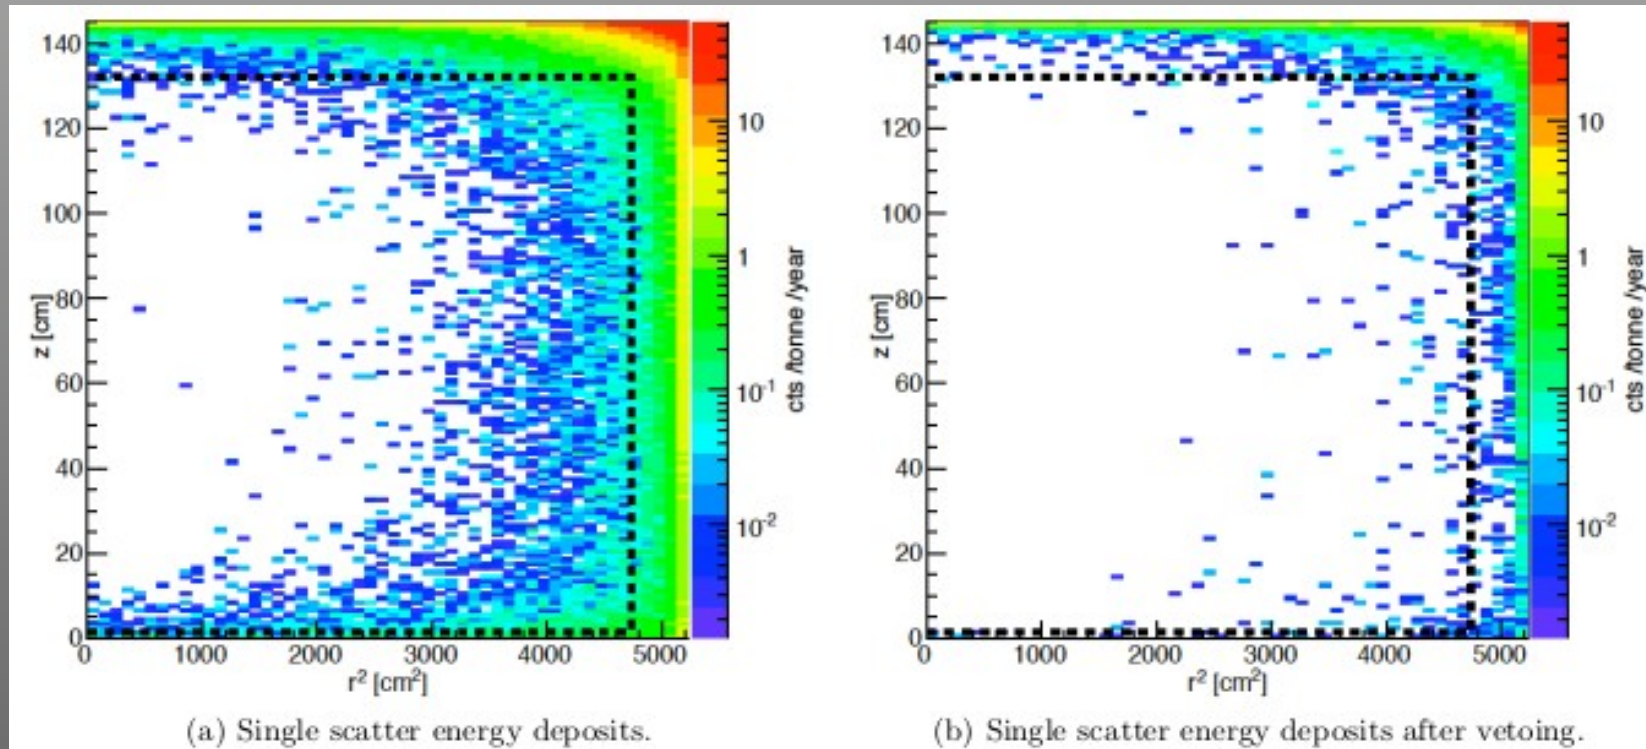 140
120
100
80
60
40
20
0
z [cm]
0 1000 2000 3000 4000 5000
r² [cm²]
10
1
10⁻¹
10⁻²
cts /tonne /year
(a) Single scatter energy deposits.
140
120
100
80
60
40
20
0
z [cm]
0 1000 2000 3000 4000 5000
r² [cm²]
10
1
10⁻¹
10⁻²
cts /tonne /year
(b) Single scatter energy deposits after vetoing.